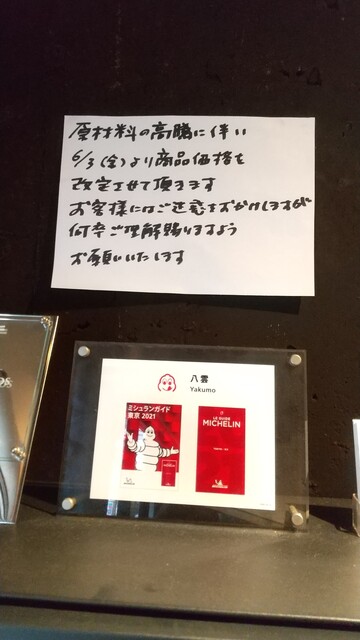 原材料の高騰に伴い
6/3(金)より商品価格を
改定させて頂きます
お客様にはご迷惑をおかけしますが
何卒ご理解賜りますよう
お願いいたします
八雲
Yakumo
ミシュランガイド
東京 2021
LE GUIDE
MICHELIN